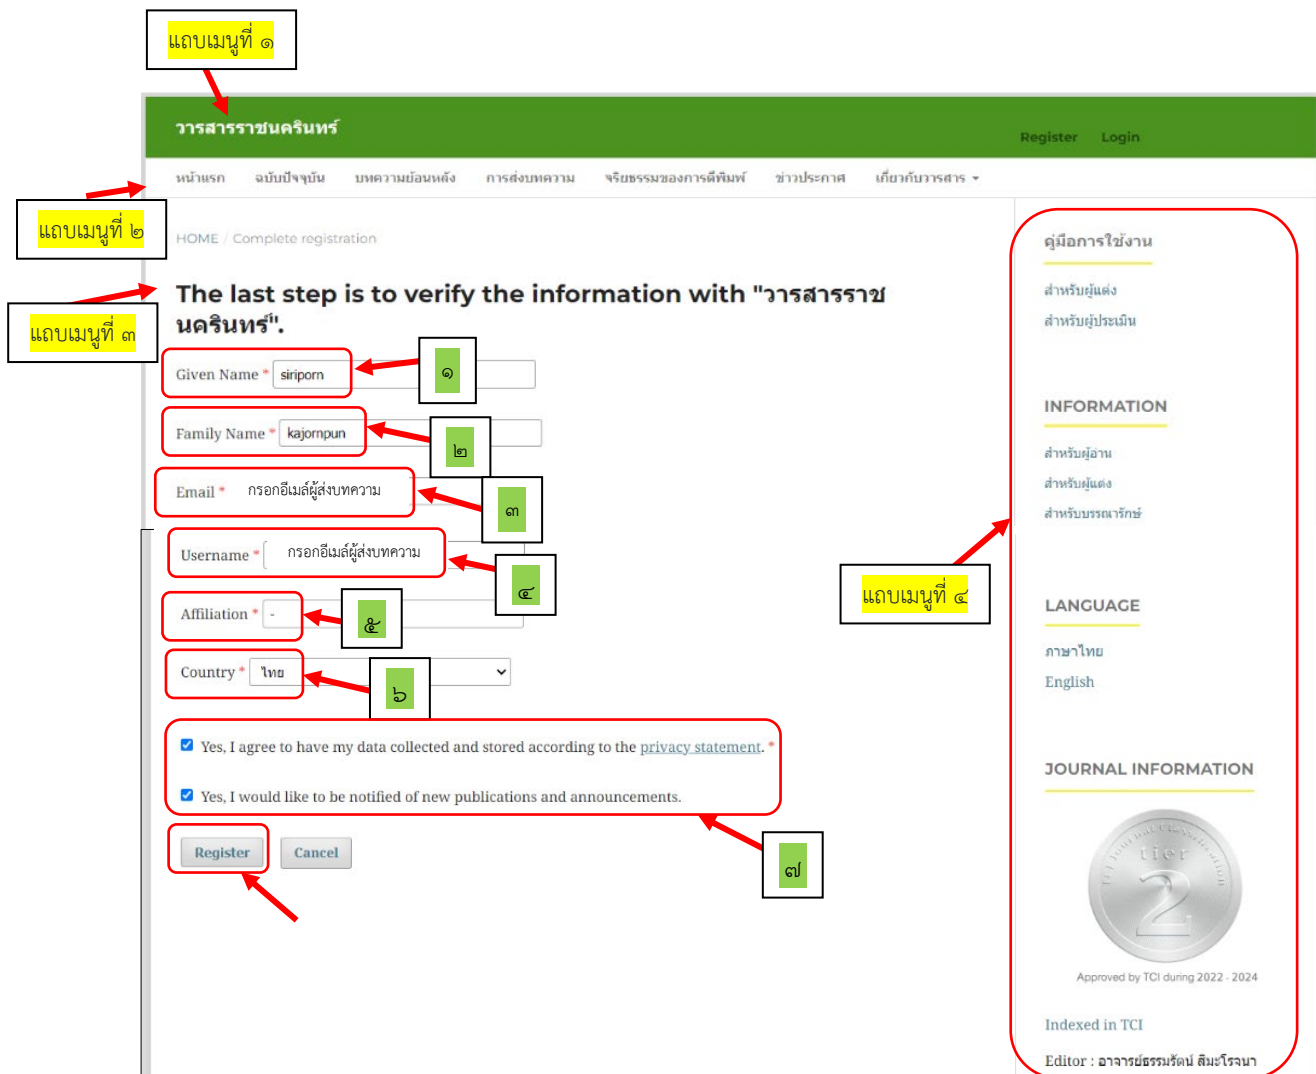 แถบเมนูที่ ๑
วารสารราชนครินทร์
Register Login
หน้าแรก ฉบับปัจจุบัน บทความย้อนหลัง การส่งบทความ จริยธรรมของการตีพิมพ์ ข่าวประกาศ เกี่ยวกับวารสาร
แถบเมนูที่ ๒
HOME / Complete registration
คู่มือการใช้งาน
The last step is to verify the information with "วารสารราช
นครินทร์".
สำหรับผู้แต่ง
สำหรับผู้ประเมิน
แถบเมนูที่ ๓
Given Name * siriporn
๑
INFORMATION
Family Name * kajornpun
๒
สำหรับผู้อ่าน
สำหรับผู้แต่ง
สำหรับบรรณารักษ์
Email * กรอกอีเมล์ผู้ส่งบทความ
๓
Username * กรอกอีเมล์ผู้ส่งบทความ
๔
แถบเมนูที่ ๔
Affiliation * -
๕
LANGUAGE
ภาษาไทย
English
Country * ไทย
๖
Yes, I agree to have my data collected and stored according to the privacy statement. *
Yes, I would like to be notified of new publications and announcements.
๗
Register Cancel
JOURNAL INFORMATION
TCI Journal Classification
tier
2
Approved by TCI during 2022 - 2024
Indexed in TCI
Editor : อาจารย์ธรรมรัตน์ สิมะโรจนา